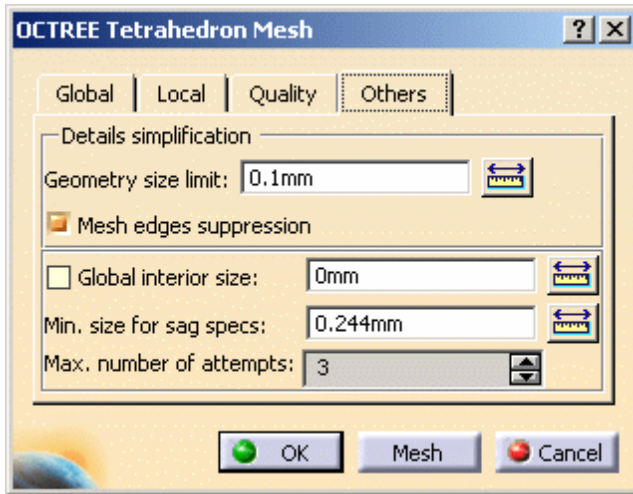 OCTREE Tetrahedron Mesh
Global Local Quality Others
Details simplification
Geometry size limit: 0.1mm
Mesh edges suppression
Global interior size: 0mm
Min. size for sag specs: 0.244mm
Max. number of attempts: 3
OK Mesh Cancel